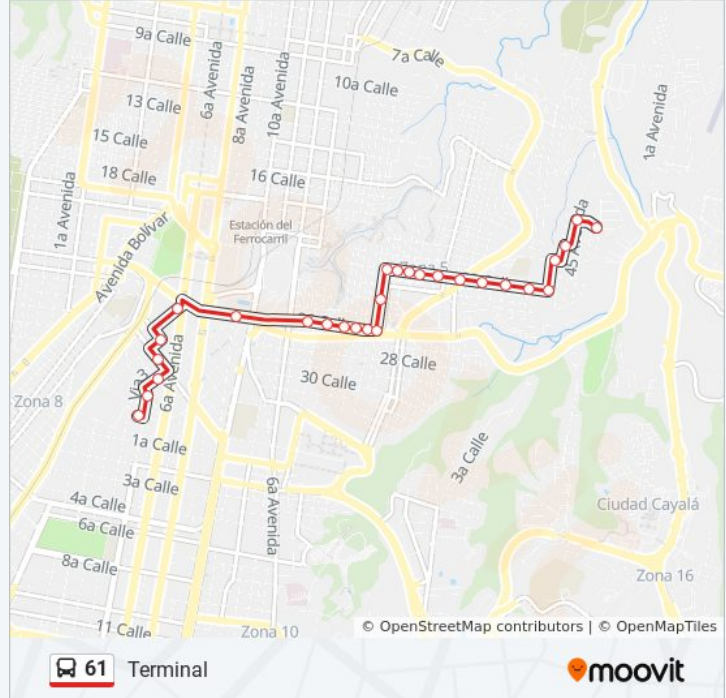 9a Calle
7a Calle
6a Avenida
8a Avenida
10a Avenida
10a Calle
1a Avenida
13 Calle
15 Calle
18 Calle
16 Calle
1a Avenida
Estación del
Ferrocarril
Avenida Bolívar
45 Avenida
Zona 5
6a Avenida
28 Calle
30 Calle
Vía 3
Zona 8
1a Calle
3a Calle
3a Calle
6a Avenida
4a Calle
6a Calle
8a Calle
Ciudad Cayalá
Zona 16
11 Calle
Zona 10
© OpenStreetMap contributors | © OpenMapTiles
61 Terminal
moovit